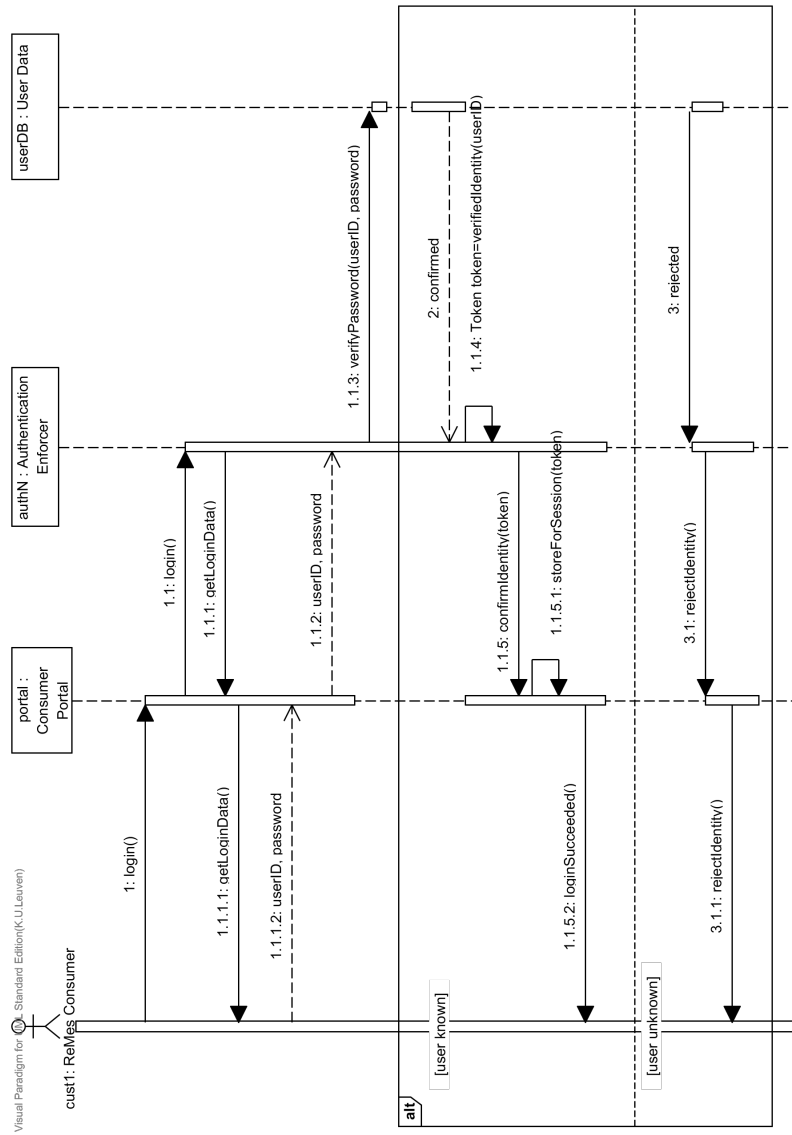 Visual Paradigm for UML Standard Edition(K.U.Leuven)
cust1: ReMes Consumer
portal :
Consumer
Portal
authN : Authentication
Enforcer
userDB : User Data
1: login()
1.1: login()
1.1.1: getLoginData()
1.1.1.1: getLoginData()
1.1.1.2: userID, password
1.1.2: userID, password
1.1.3: verifyPassword(userID, password)
alt
[user known]
2: confirmed
1.1.4: Token token=verifiedIdentity(userID)
1.1.5: confirmIdentity(token)
1.1.5.1: storeForSession(token)
1.1.5.2: loginSucceeded()
[user unknown]
3: rejected
3.1: rejectIdentity()
3.1.1: rejectIdentity()